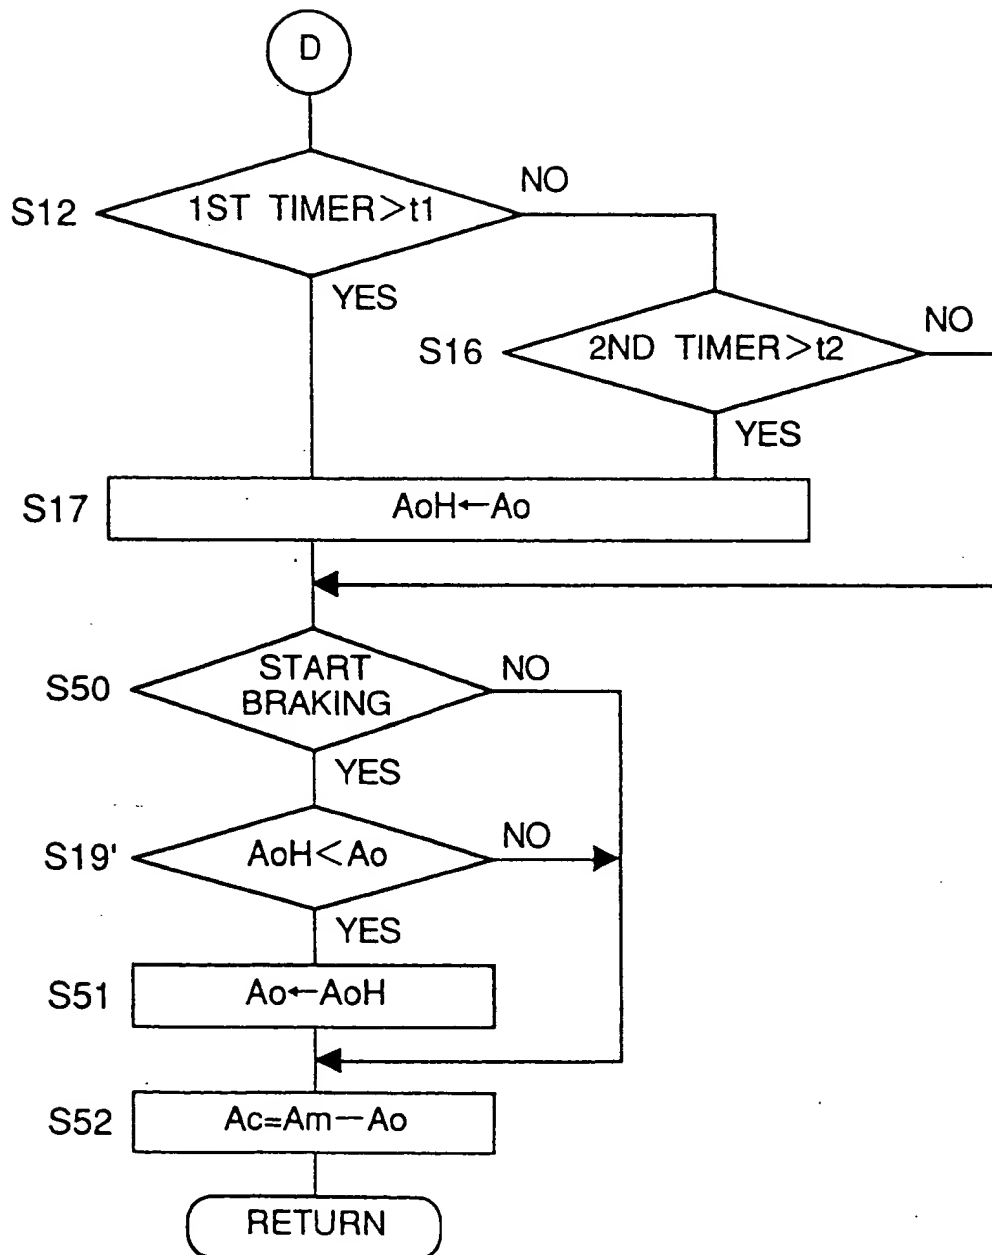 D
S12
1ST TIMER>t1
NO
YES
S16
2ND TIMER>t2
NO
YES
S17
AoH←Ao
S50
START
BRAKING
NO
YES
S19'
AoH<Ao
NO
YES
S51
Ao←AoH
S52
Ac=Am—Ao
RETURN